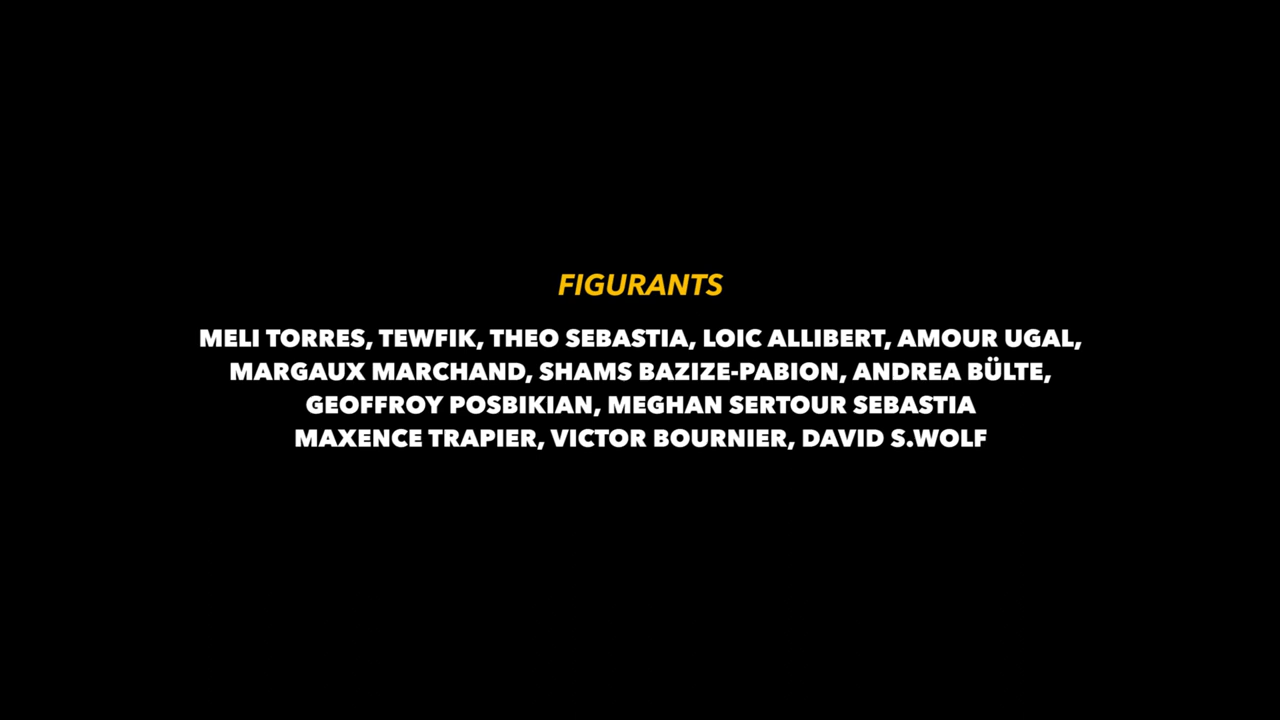 FIGURANTS
MELI TORRES, TEWFIK, THEO SEBASTIA, LOIC ALLIBERT, AMOUR UGAL,
MARGAUX MARCHAND, SHAMS BAZIZE-PABION, ANDREA BÜLTE,
GEOFFROY POSBIKIAN, MEGHAN SERTOUR SEBASTIA
MAXENCE TRAPIER, VICTOR BOURNIER, DAVID S.WOLF